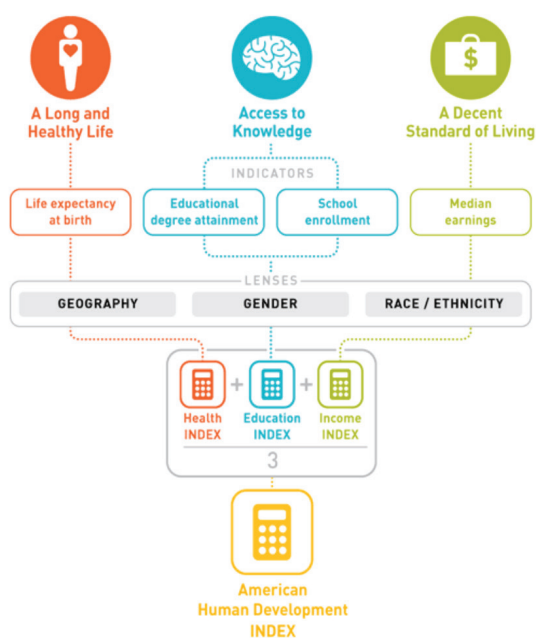 $
A Long and
Healthy Life
Access to
Knowledge
A Decent
Standard of Living
INDICATORS
Life expectancy
at birth
Educational
degree attainment
School
enrollment
Median
earnings
LENSES
GEOGRAPHY
GENDER
RACE / ETHNICITY
+
+
Health
INDEX
Education
INDEX
Income
INDEX
3
American
Human Development
INDEX